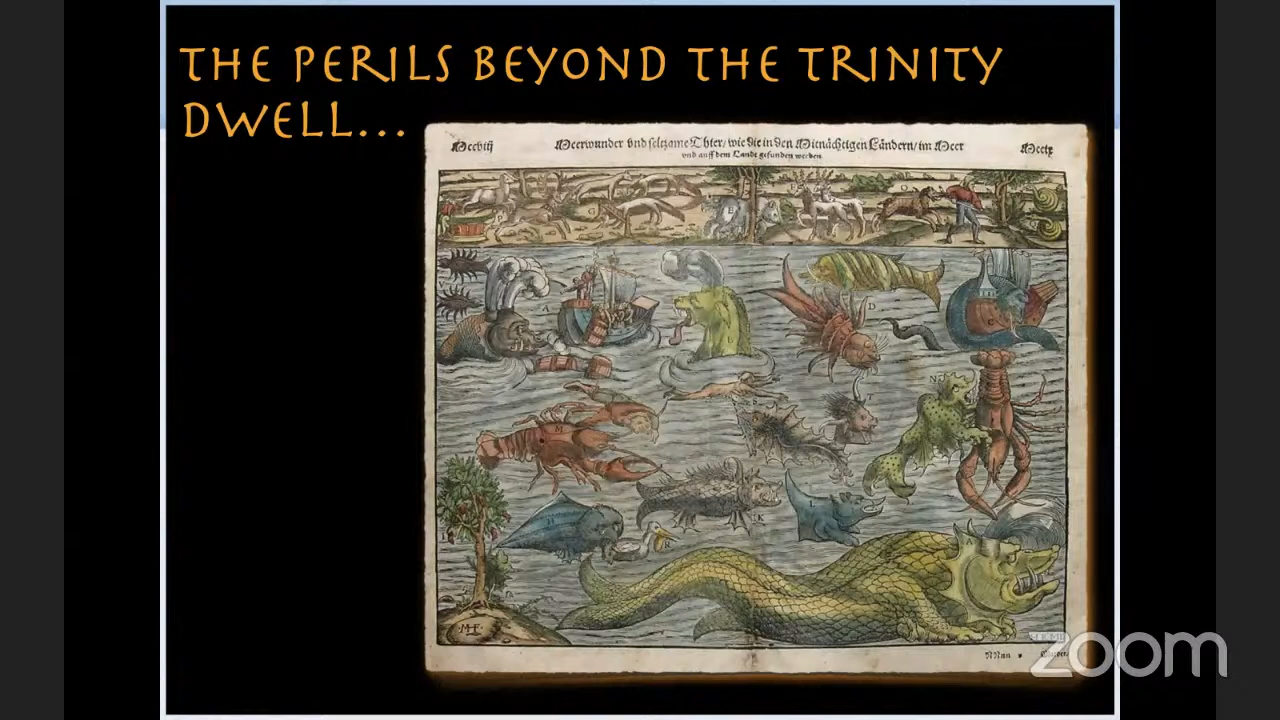 THE PERILS BEYOND THE TRINITY
DWELL...
Meerwunder und seltzame Thier/ wie die in den Mitnächtigen Ländern/ im Meer
und auff dem Landt gefunden werden
zoom